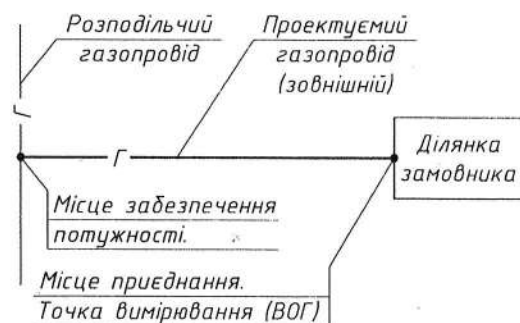 Розподільчий
газопровід
Проектуємий
газопровід
(зовнішній)
Г
Г
Ділянка
замовника
Місце забезпечення
потужності.
Місце приєднання.
Точка вимірювання (ВОГ)